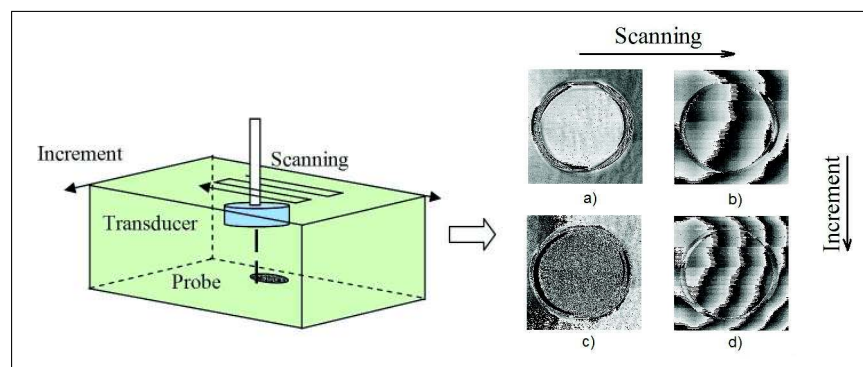 Scanning
Increment
Scanning
Transducer
Probe
a)
b)
Increment
c)
d)